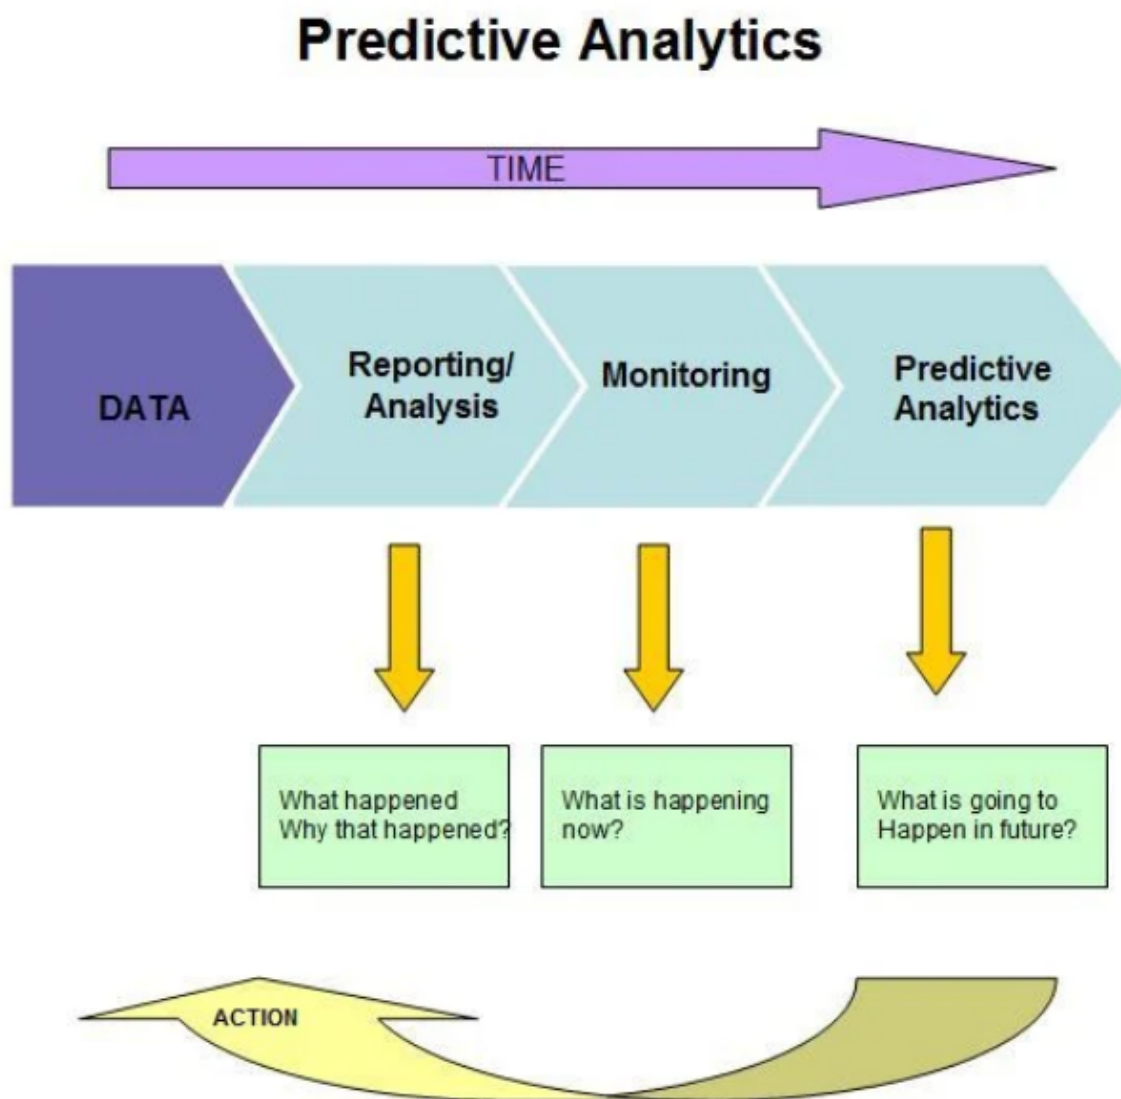 Predictive Analytics
TIME
DATA
Reporting/
Analysis
Monitoring
Predictive
Analytics
What happened
Why that happened?
What is happening
now?
What is going to
Happen in future?
ACTION